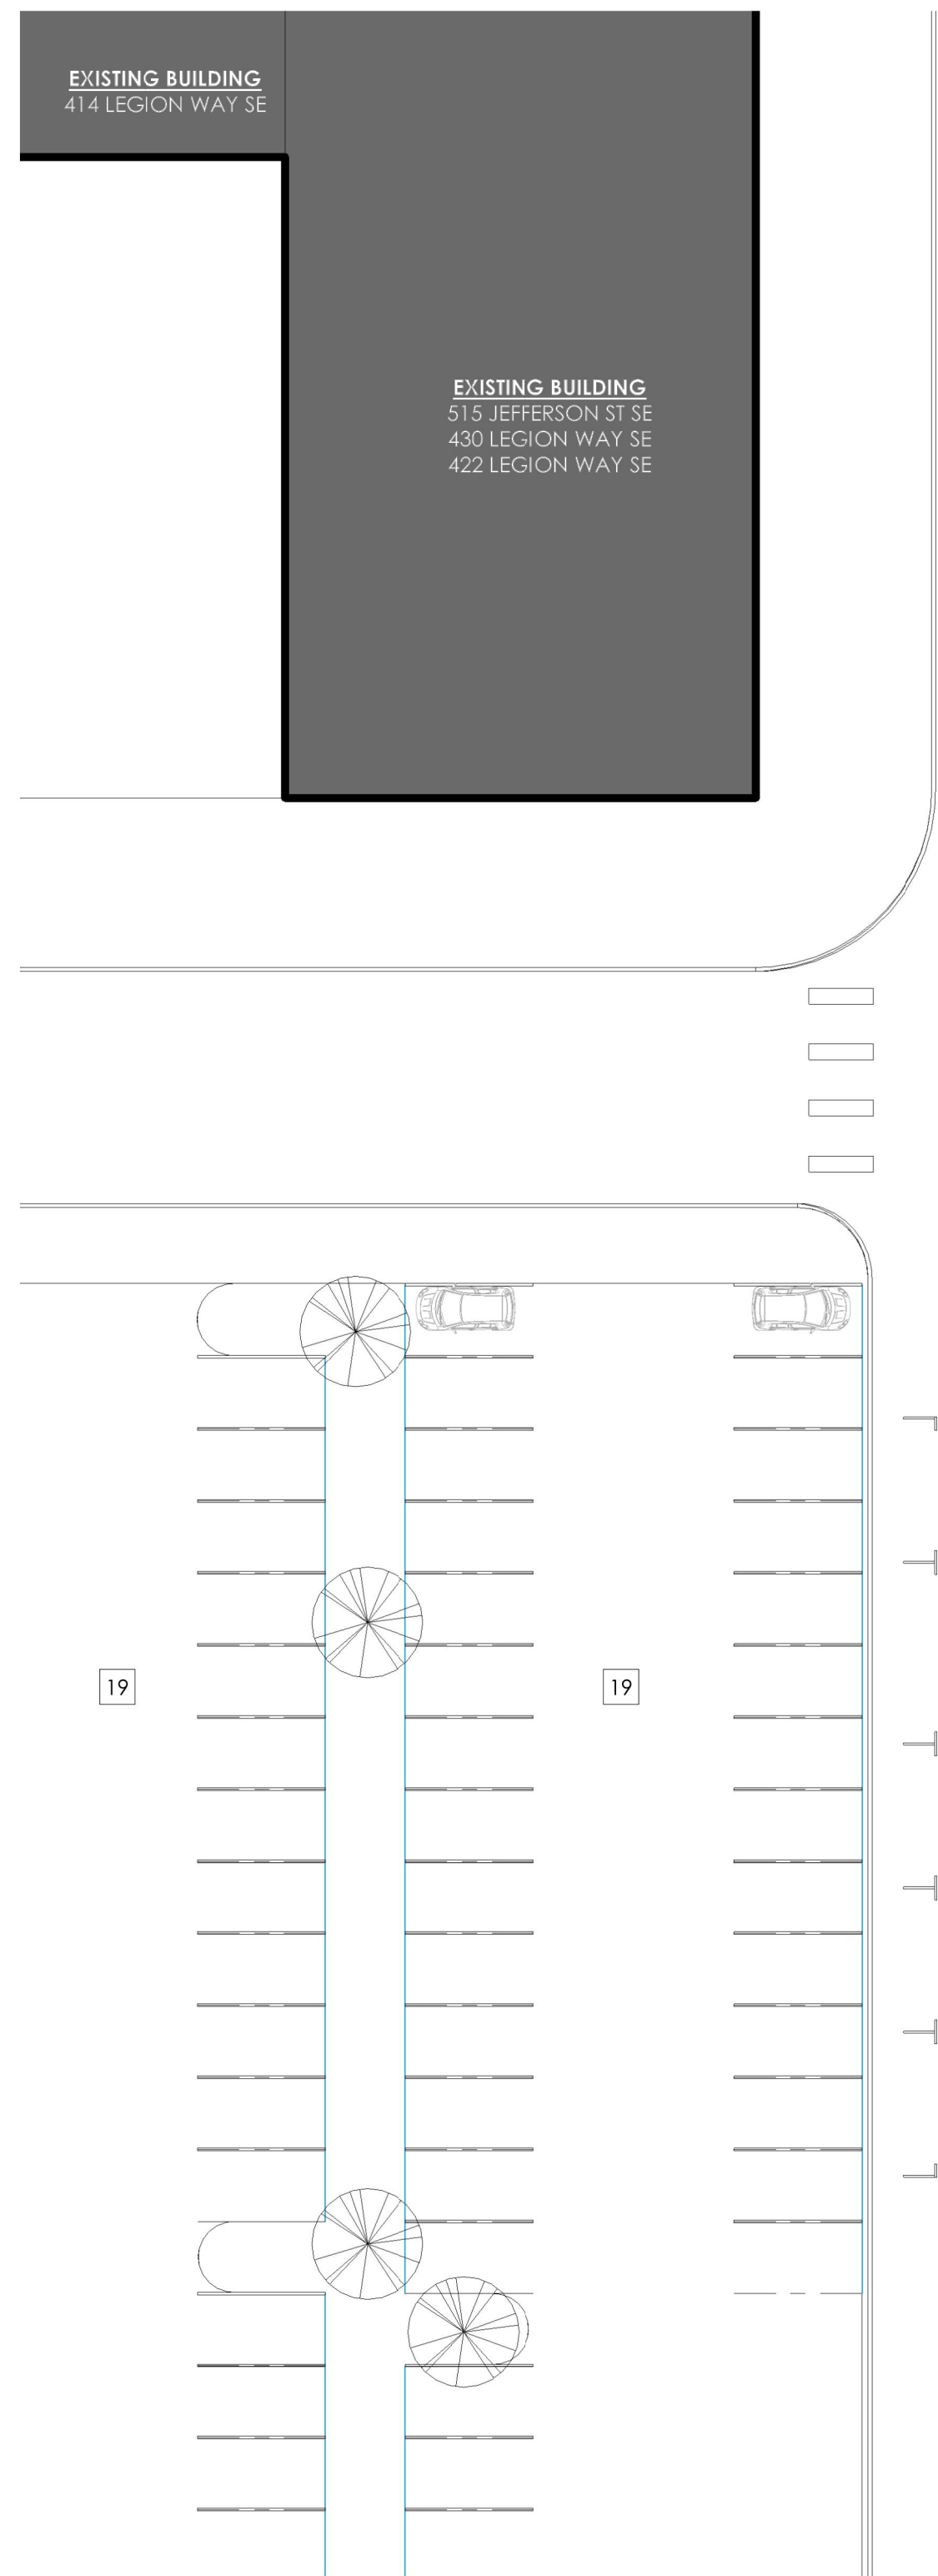 EXISTING BUILDING
414 LEGION WAY SE
EXISTING BUILDING
515 JEFFERSON ST SE
430 LEGION WAY SE
422 LEGION WAY SE
19
19